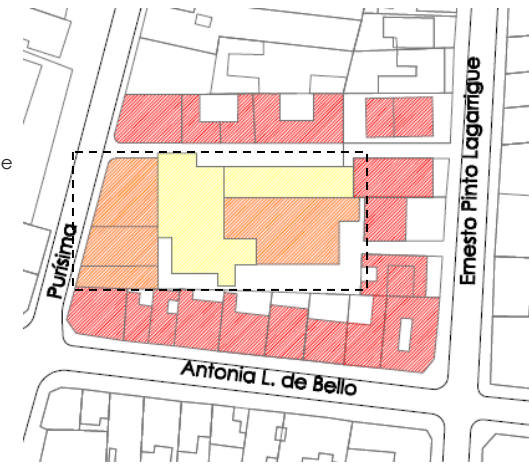 Ernesto Pinto Lagarrigue
e
Purísima
Antonia L. de Bello